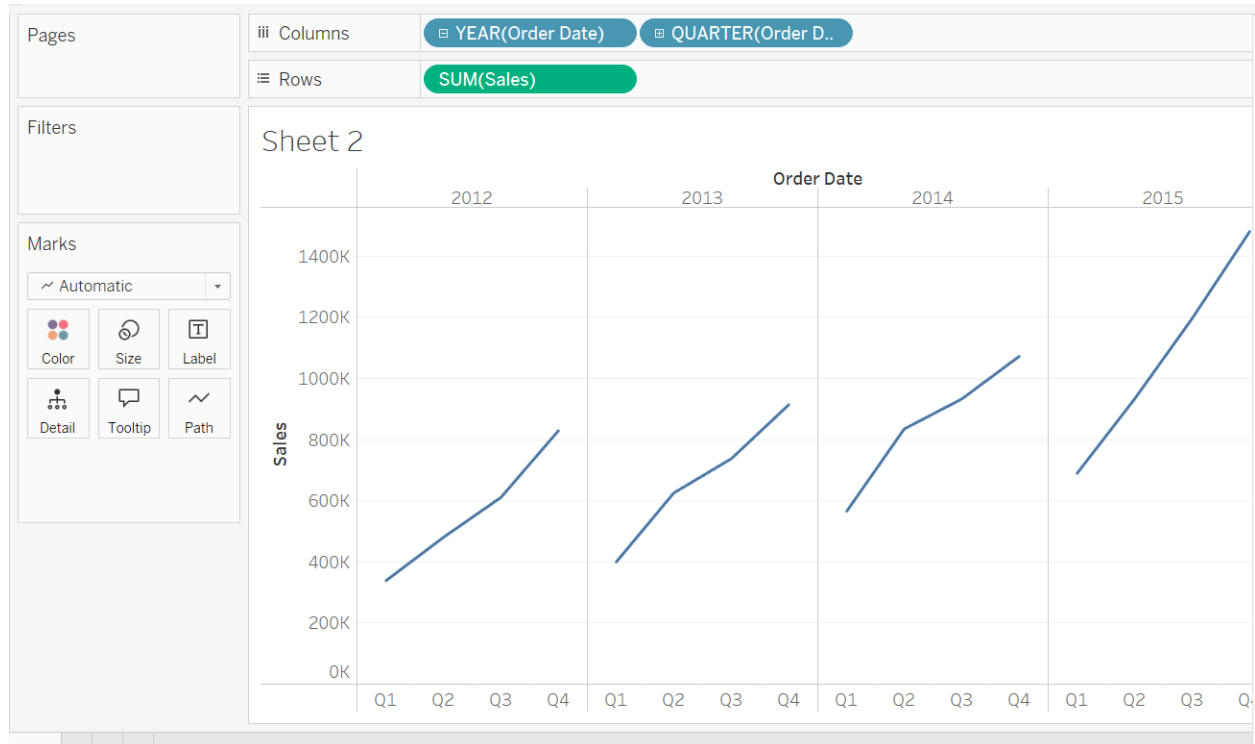 Pages
Columns YEAR(Order Date) QUARTER(Order D..
Rows SUM(Sales)
Filters
Sheet 2
Order Date
2012 2013 2014 2015
Marks
Automatic
Color Size Label
Detail Tooltip Path
Sales
1400K
1200K
1000K
800K
600K
400K
200K
0K
Q1 Q2 Q3 Q4 Q1 Q2 Q3 Q4 Q1 Q2 Q3 Q4 Q1 Q2 Q3